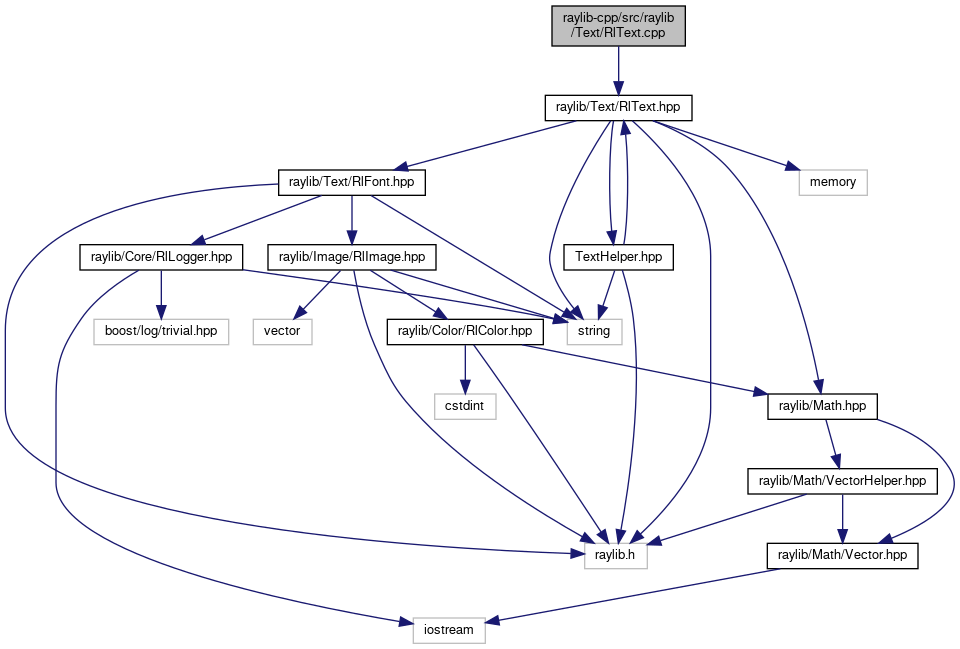 raylib-cpp/src/raylib
/Text/RlText.cpp
raylib/Text/RlText.hpp
raylib/Text/RlFont.hpp
memory
raylib/Core/RlLogger.hpp
raylib/Image/RlImage.hpp
TextHelper.hpp
boost/log/trivial.hpp
vector
raylib/Color/RlColor.hpp
string
cstdint
raylib/Math.hpp
raylib/Math/VectorHelper.hpp
raylib.h
raylib/Math/Vector.hpp
iostream